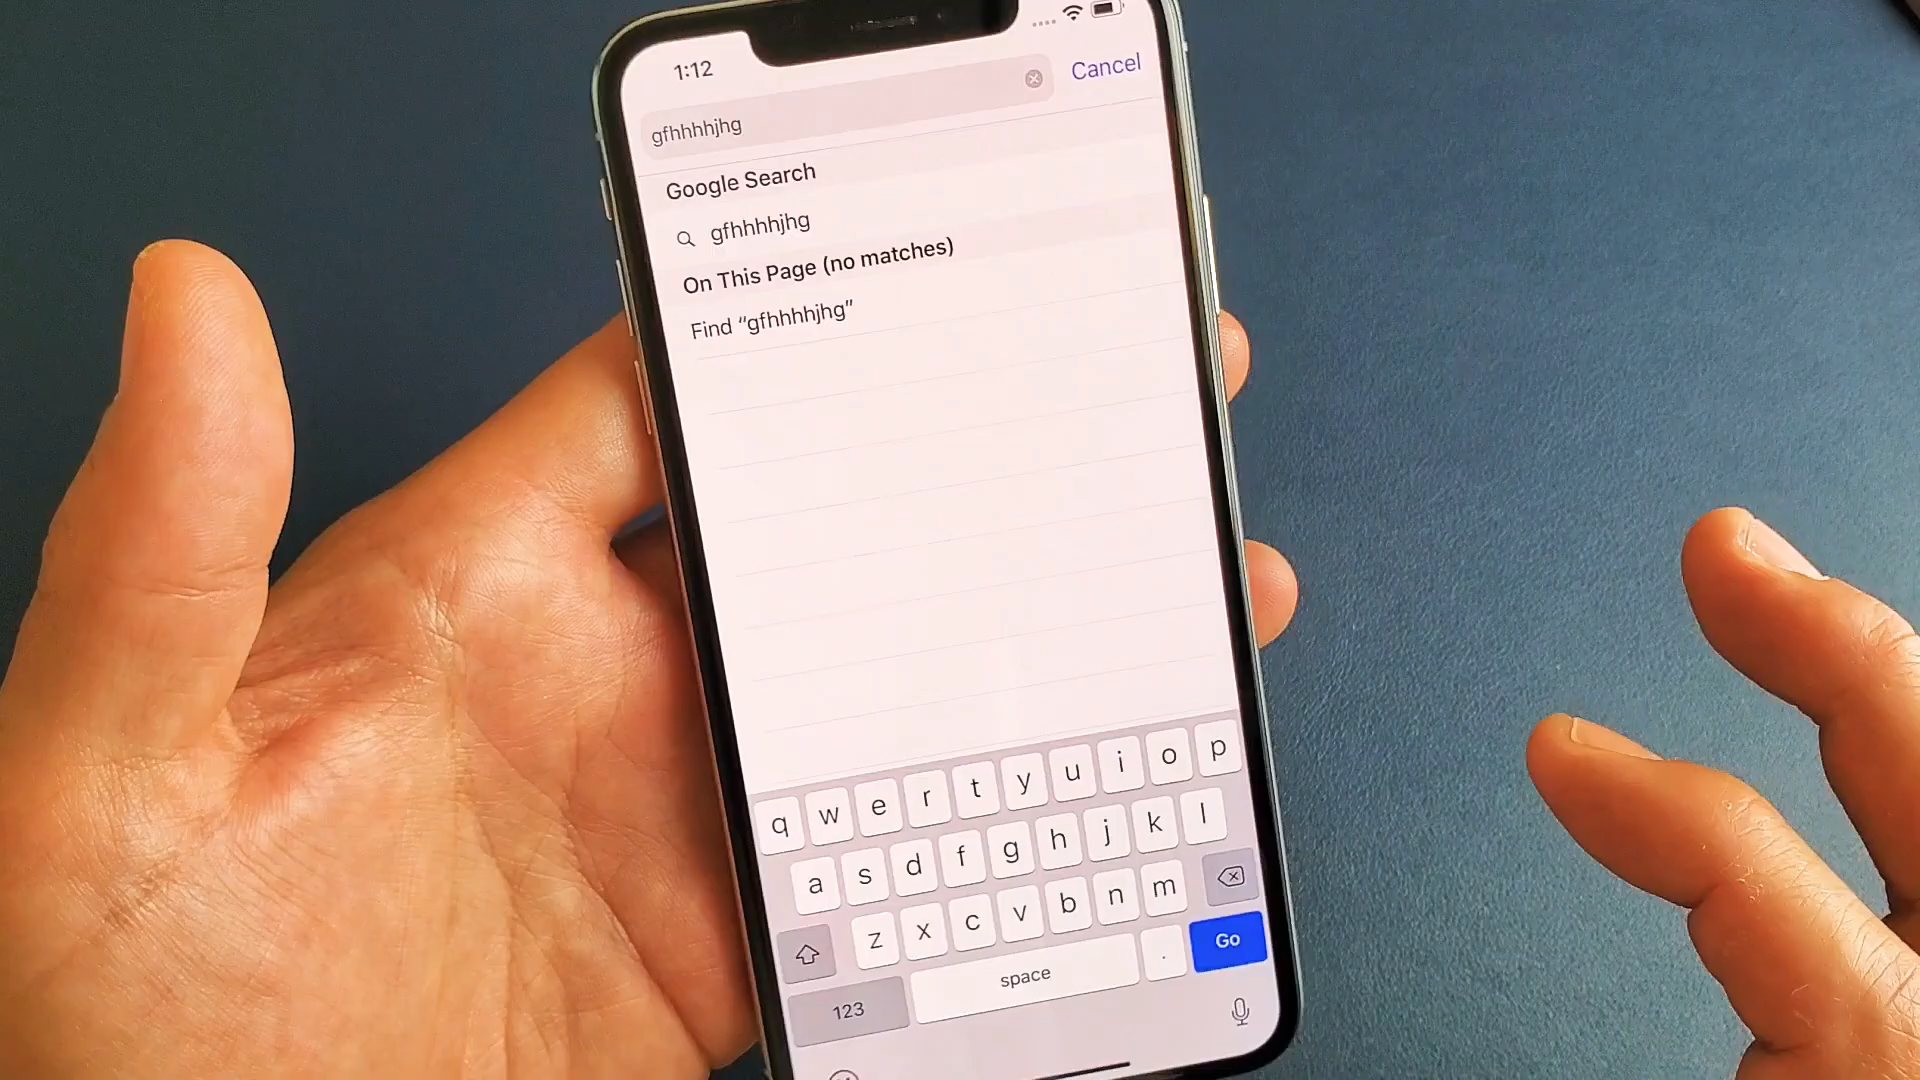 1:12
gfhhhhjhg
Cancel
Google Search
gfhhhhjhg
On This Page (no matches)
Find “gfhhhhjhg”
q w e r t y u i o p
a s d f g h j k l
z x c v b n m
123 space . Go